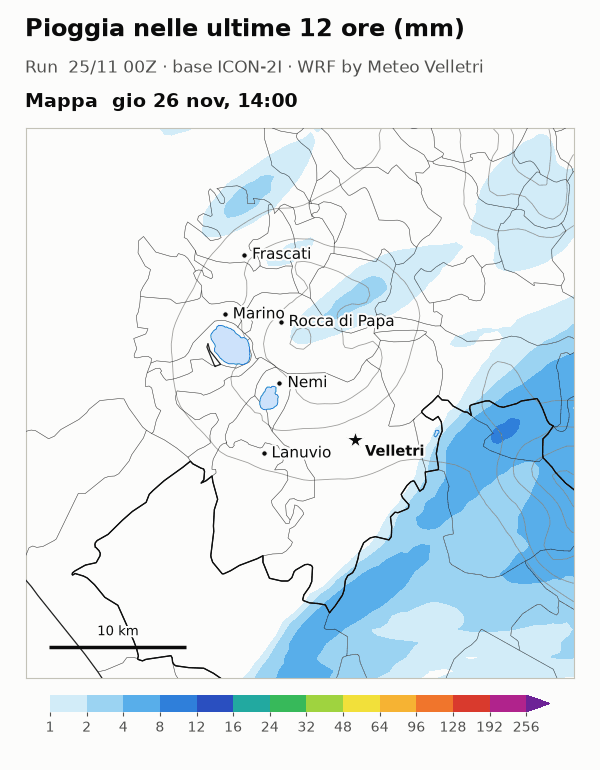 Pioggia nelle ultime 12 ore (mm)
Run  25/11 00Z · base ICON-2I · WRF by Meteo Velletri
Mappa  gio 26 nov, 14:00
Frascati
Marino
Rocca di Papa
Nemi
Velletri
Lanuvio
10 km
1 2 4 8 12 16 24 32 48 64 96 128 192 256